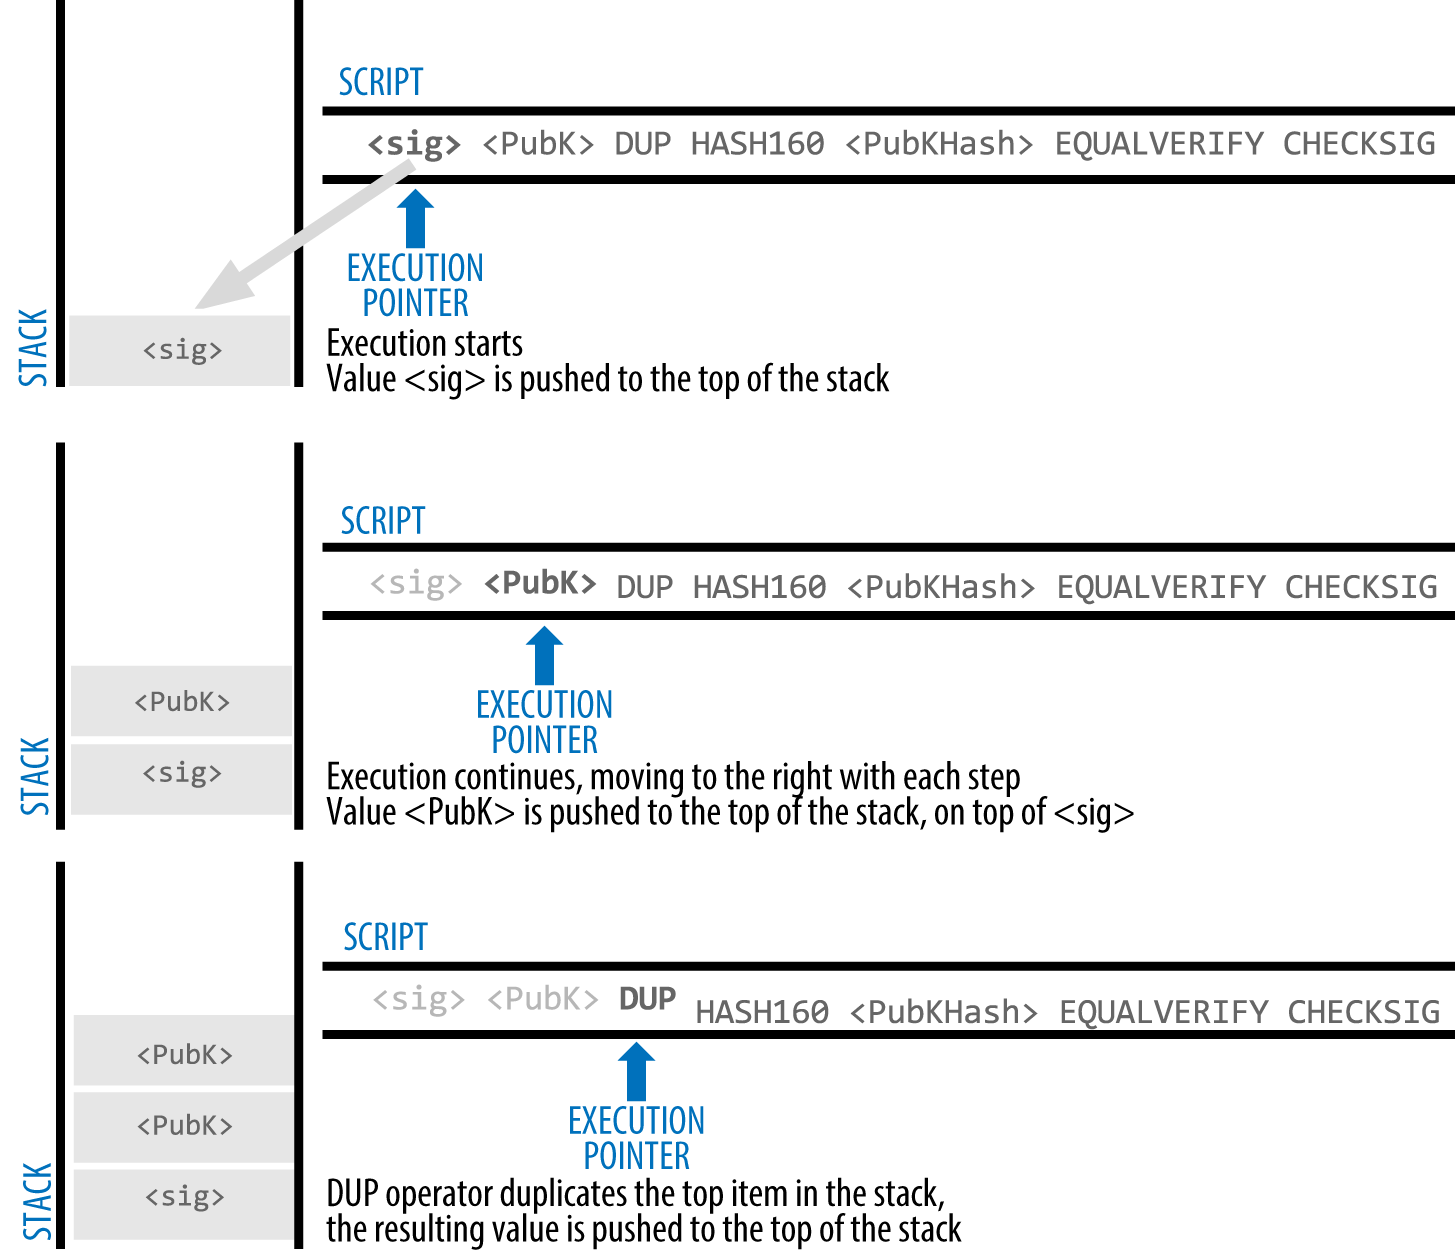 SCRIPT
<sig> <PubK> DUP HASH160 <PubKHash> EQUALVERIFY CHECKSIG
EXECUTION
POINTER
STACK
<sig>
Execution starts
Value <sig> is pushed to the top of the stack
SCRIPT
<sig> <PubK> DUP HASH160 <PubKHash> EQUALVERIFY CHECKSIG
EXECUTION
POINTER
<PubK>
STACK
<sig>
Execution continues, moving to the right with each step
Value <PubK> is pushed to the top of the stack, on top of <sig>
SCRIPT
<sig> <PubK> DUP HASH160 <PubKHash> EQUALVERIFY CHECKSIG
EXECUTION
POINTER
<PubK>
<PubK>
STACK
<sig>
DUP operator duplicates the top item in the stack,
the resulting value is pushed to the top of the stack